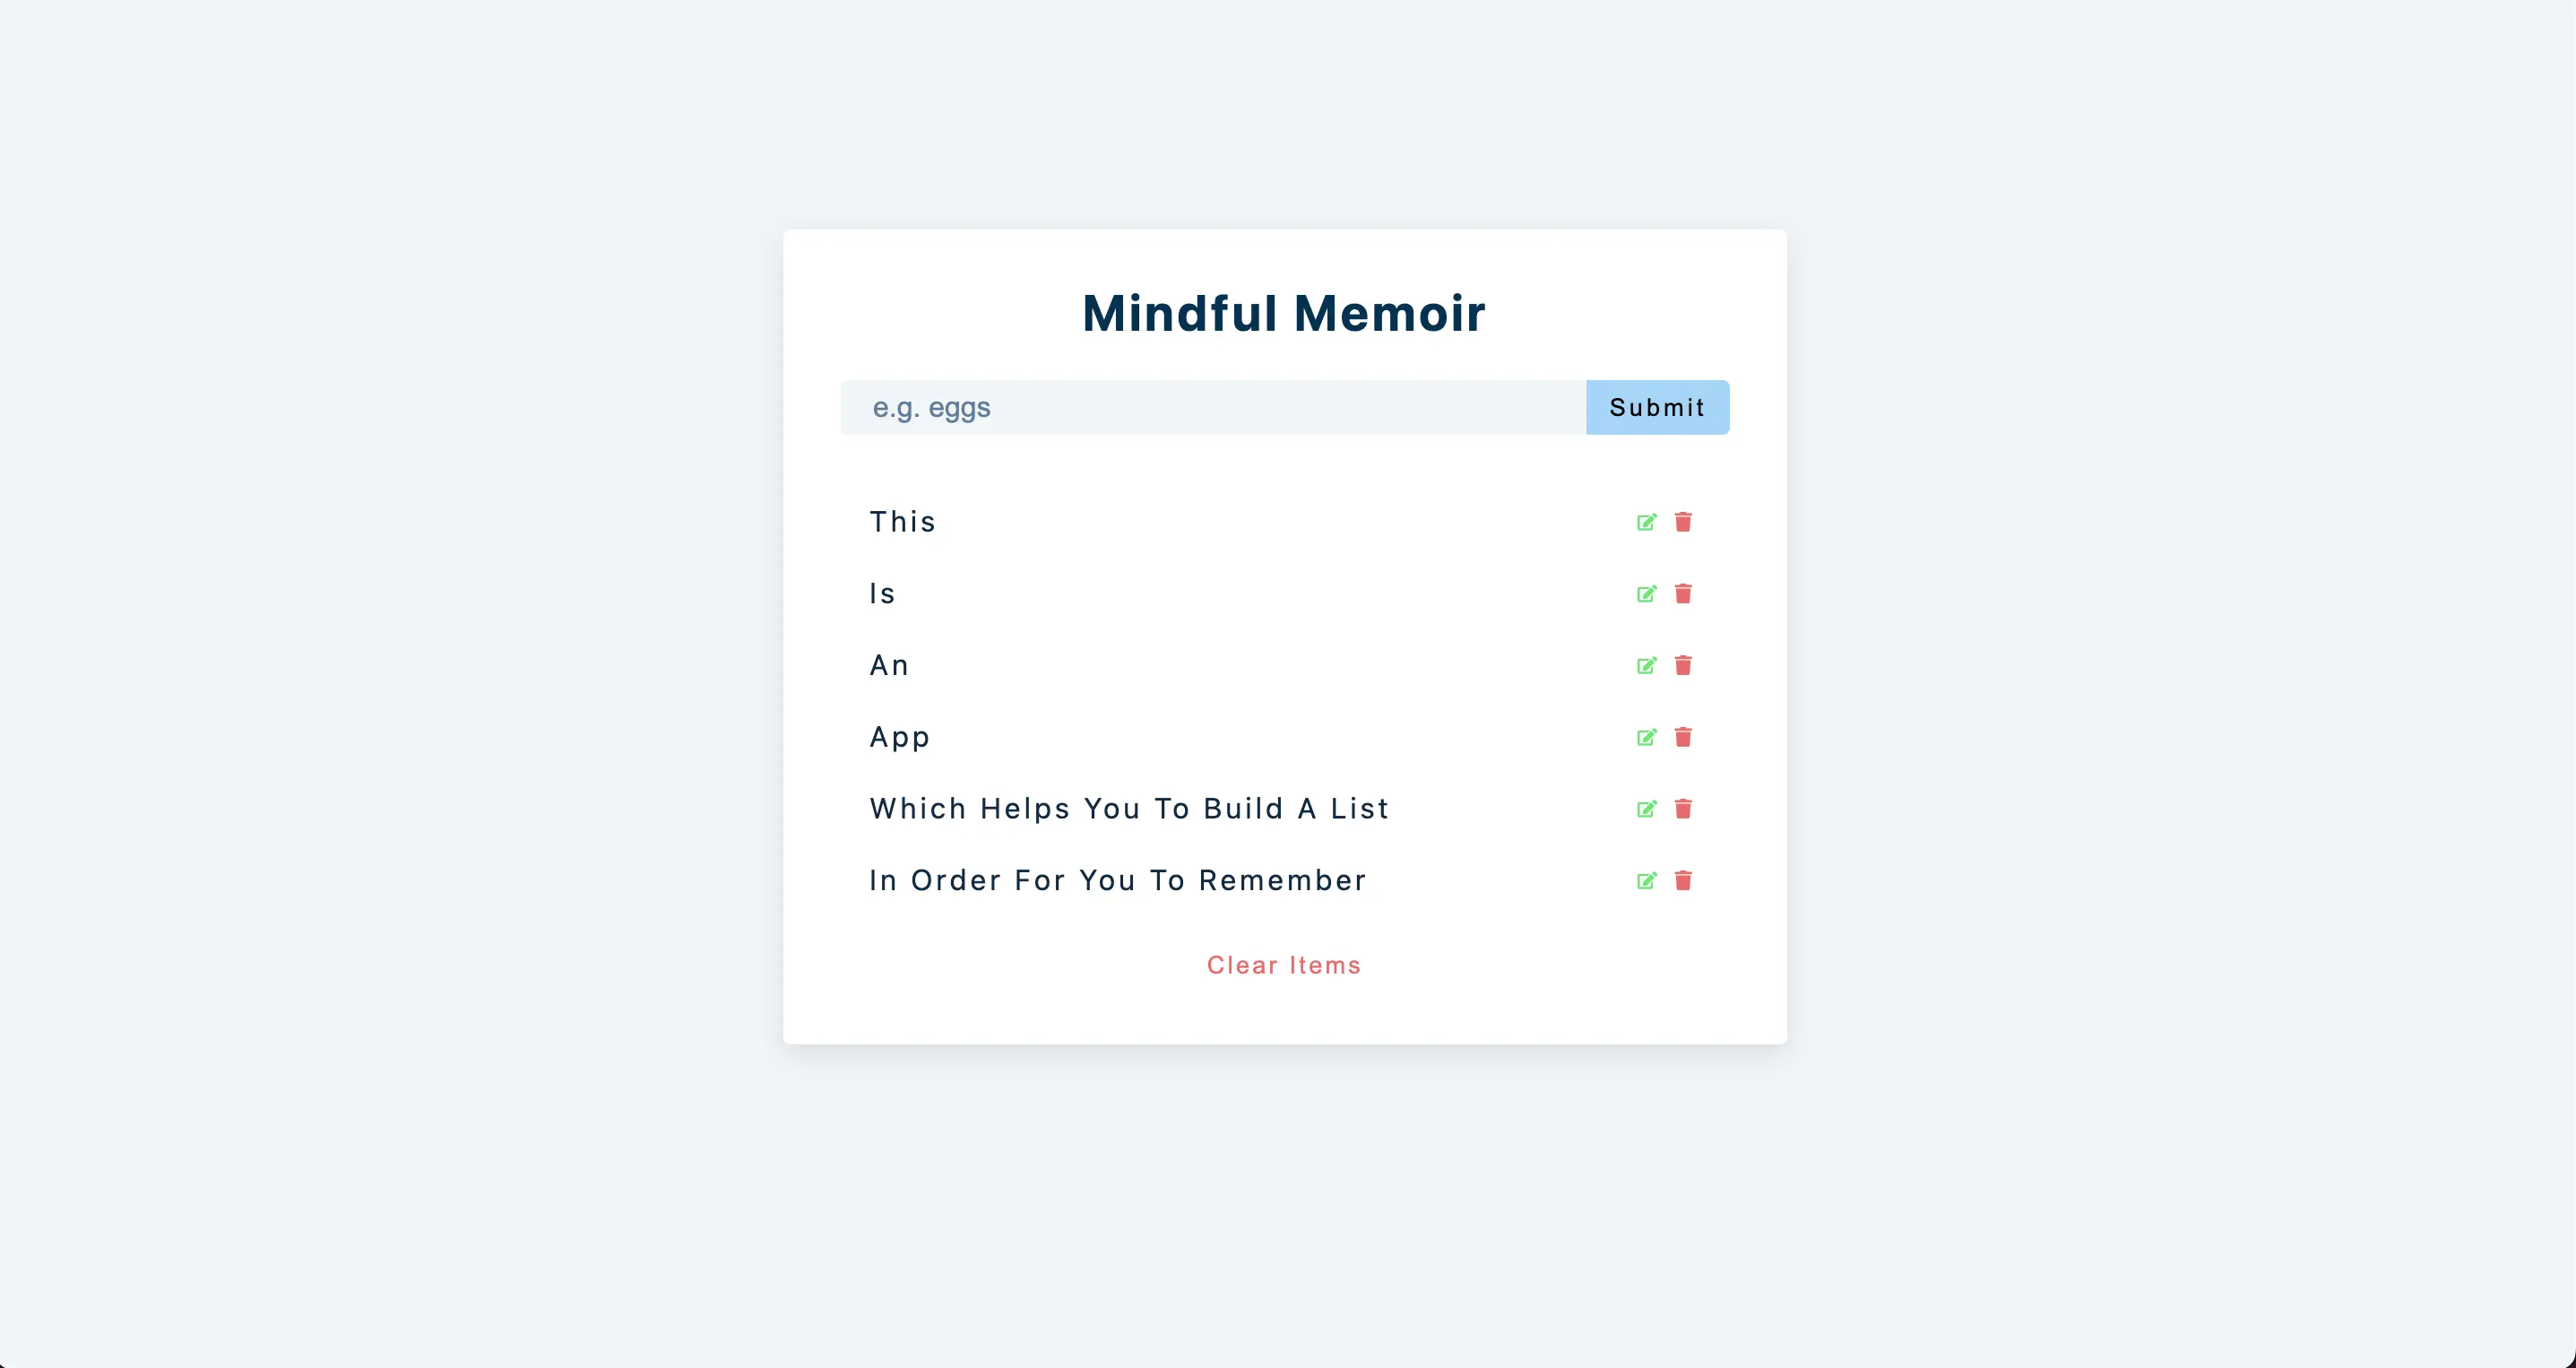 Mindful Memoir
e.g. eggs
Submit
This
Is
An
App
Which Helps You To Build A List
In Order For You To Remember
Clear Items